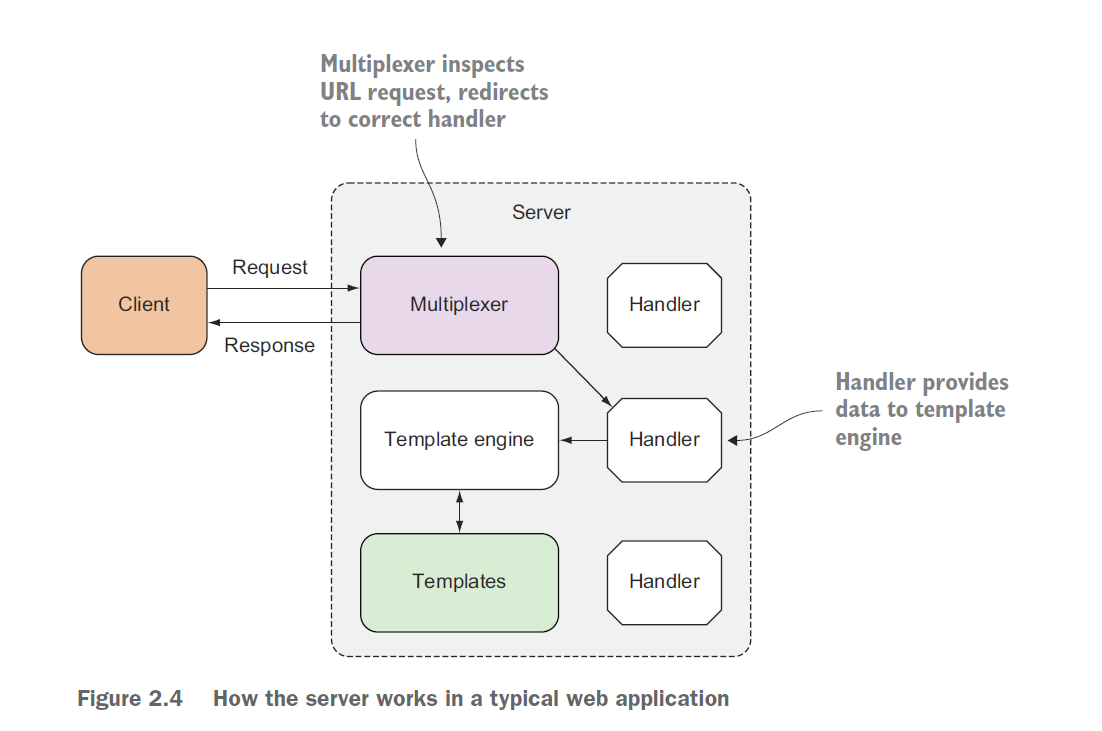 Multiplexer inspects
URL request, redirects
to correct handler
Server
Request
Client
Multiplexer
Handler
Response
Handler provides
data to template
engine
Template engine
Handler
Templates
Handler
Figure 2.4 How the server works in a typical web application